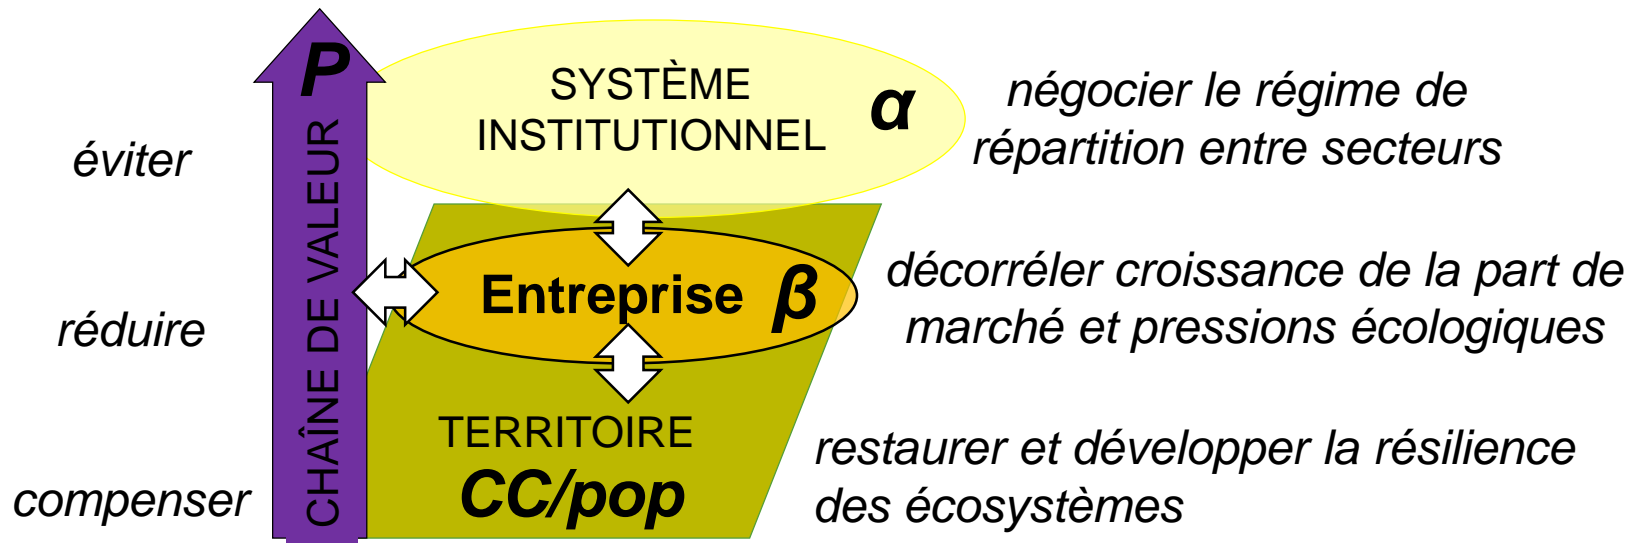 P
CHAÎNE DE VALEUR
SYSTÈME
INSTITUTIONNEL
α
négocier le régime de
répartition entre secteurs
éviter
Entreprise β
décorréler croissance de la part de
marché et pressions écologiques
réduire
TERRITOIRE
CC/pop
restaurer et développer la résilience
des écosystèmes
compenser